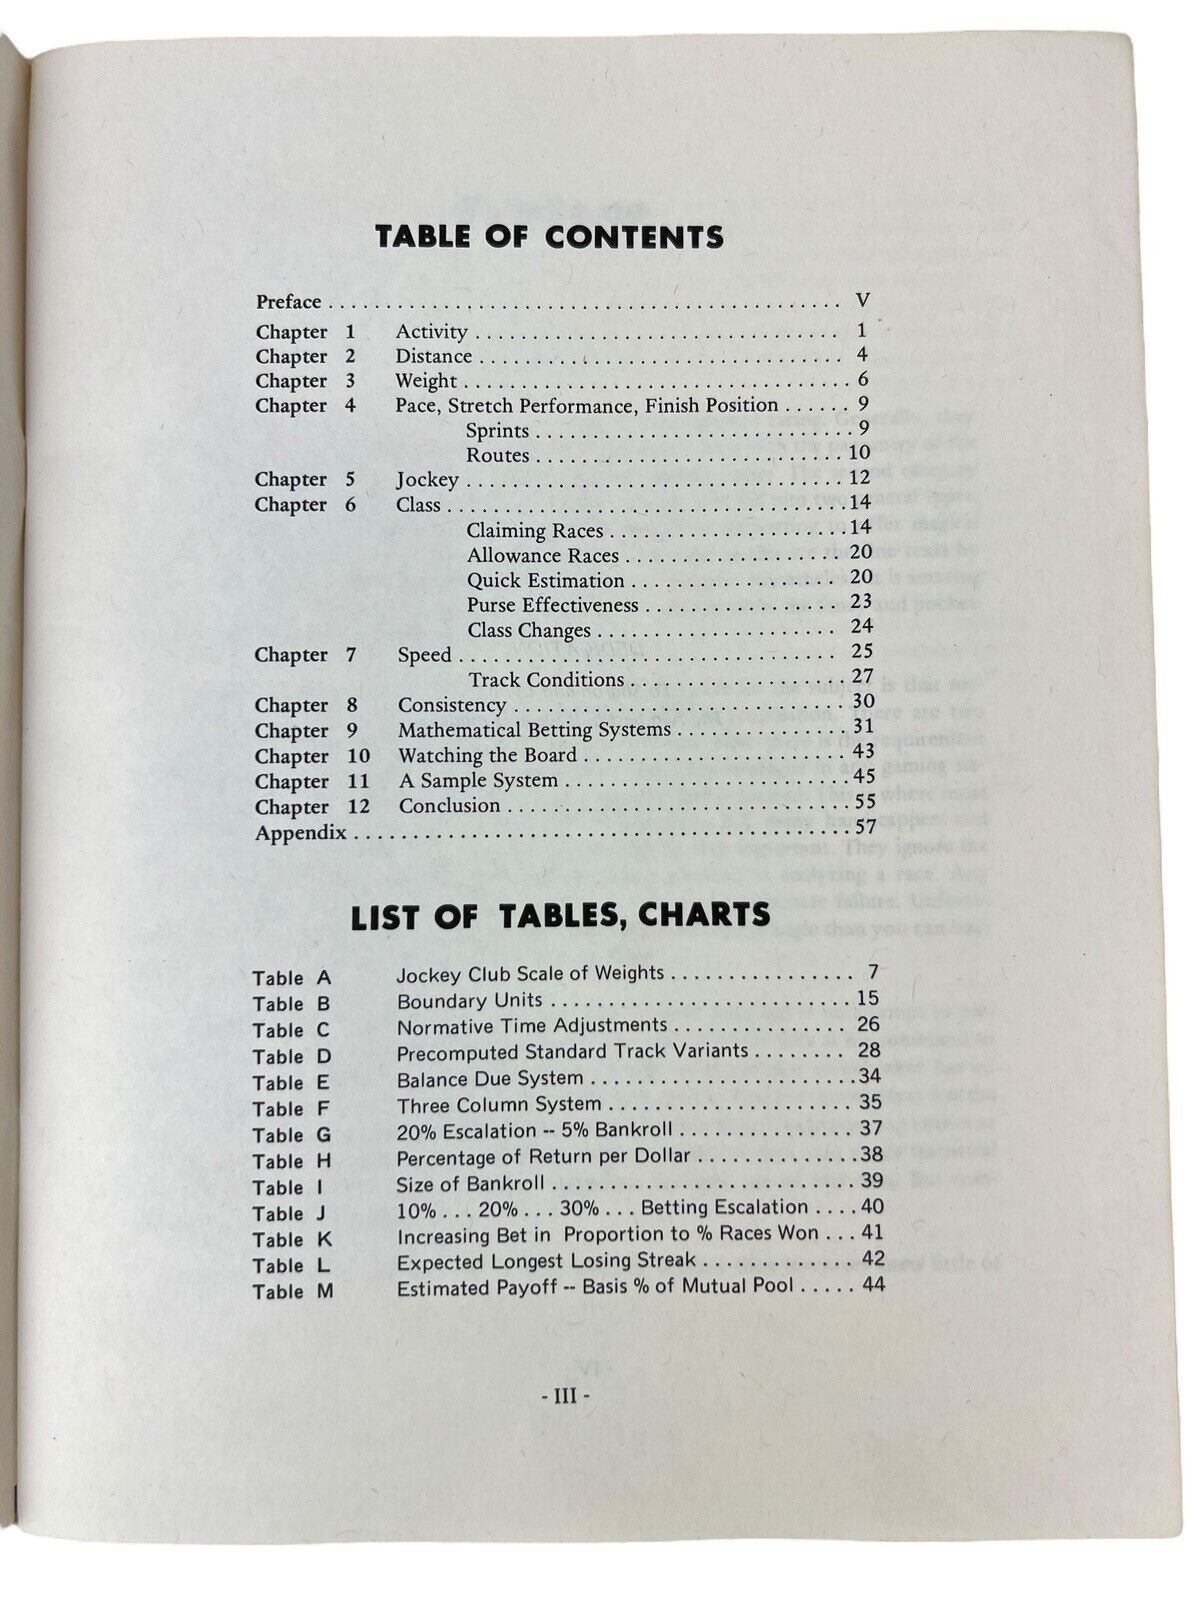 TABLE OF CONTENTS
Preface . . . . . . . . . . . . . . . . . . . . . . . . . . . . . . . . . . . V
Chapter 1 Activity . . . . . . . . . . . . . . . . . . . . . . . . . 1
Chapter 2 Distance . . . . . . . . . . . . . . . . . . . . . . . . . 4
Chapter 3 Weight . . . . . . . . . . . . . . . . . . . . . . . . . . 6
Chapter 4 Pace, Stretch Performance, Finish Position . . . . . . 9
Sprints . . . . . . . . . . . . . . . . . . . . . . 9
Routes . . . . . . . . . . . . . . . . . . . . . . 10
Chapter 5 Jockey . . . . . . . . . . . . . . . . . . . . . . . . . . 12
Chapter 6 Class . . . . . . . . . . . . . . . . . . . . . . . . . . . . 14
Claiming Races . . . . . . . . . . . . . . . . . 14
Allowance Races . . . . . . . . . . . . . . . 20
Quick Estimation . . . . . . . . . . . . . . . 20
Purse Effectiveness . . . . . . . . . . . . . . 23
Class Changes . . . . . . . . . . . . . . . . . 24
Chapter 7 Speed . . . . . . . . . . . . . . . . . . . . . . . . . . 25
Track Conditions . . . . . . . . . . . . . . . 27
Chapter 8 Consistency . . . . . . . . . . . . . . . . . . . . . . . 30
Chapter 9 Mathematical Betting Systems . . . . . . . . . . . . 31
Chapter 10 Watching the Board . . . . . . . . . . . . . . . . . . 43
Chapter 11 A Sample System . . . . . . . . . . . . . . . . . . . . 45
Chapter 12 Conclusion . . . . . . . . . . . . . . . . . . . . . . . . 55
Appendix . . . . . . . . . . . . . . . . . . . . . . . . . . . . . . . . . . 57
LIST OF TABLES, CHARTS
Table A Jockey Club Scale of Weights . . . . . . . . . . . . . . . . 7
Table B Boundary Units . . . . . . . . . . . . . . . . . . . . . . . . . . 15
Table C Normative Time Adjustments . . . . . . . . . . . . . . . 26
Table D Precomputed Standard Track Variants . . . . . . . . 28
Table E Balance Due System . . . . . . . . . . . . . . . . . . . . . . . 34
Table F Three Column System . . . . . . . . . . . . . . . . . . . . . 35
Table G 20% Escalation -- 5% Bankroll . . . . . . . . . . . . . . . 37
Table H Percentage of Return per Dollar . . . . . . . . . . . . . . 38
Table I Size of Bankroll . . . . . . . . . . . . . . . . . . . . . . . . . . 39
Table J 10% . . . 20% . . . 30% . . . Betting Escalation . . . . 40
Table K Increasing Bet in Proportion to % Races Won . . . 41
Table L Expected Longest Losing Streak . . . . . . . . . . . . . 42
Table M Estimated Payoff -- Basis % of Mutual Pool . . . . . 44
- III -